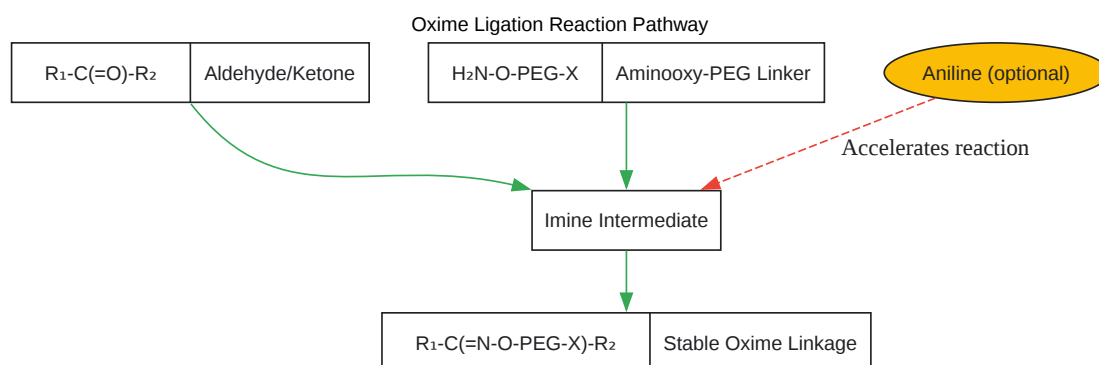 Oxime Ligation Reaction Pathway
R₁-C(=O)-R₂ Aldehyde/Ketone
H₂N-O-PEG-X Aminooxy-PEG Linker
Aniline (optional)
Accelerates reaction
Imine Intermediate
R₁-C(=N-O-PEG-X)-R₂ Stable Oxime Linkage